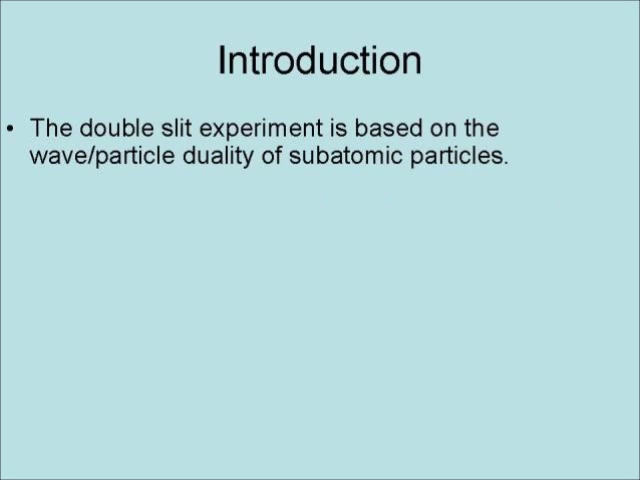 Introduction
• The double slit experiment is based on the
wave/particle duality of subatomic particles.